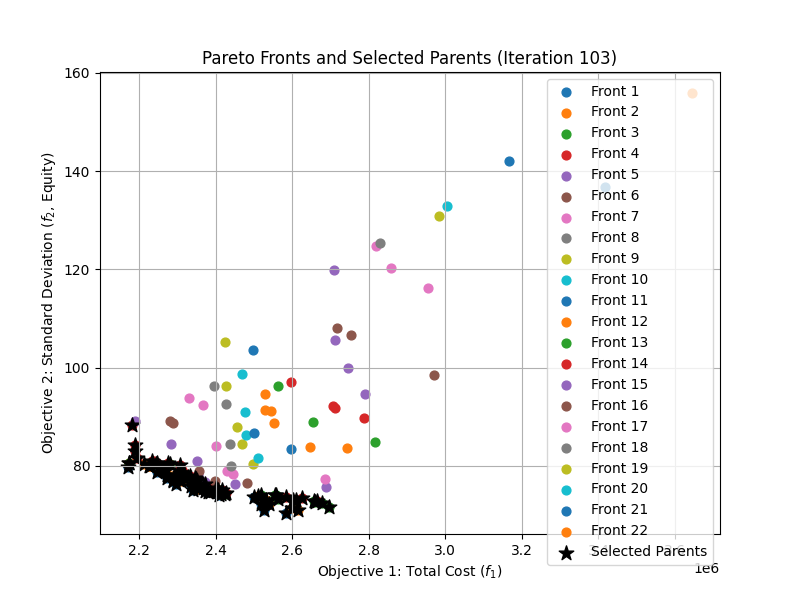 Pareto Fronts and Selected Parents (Iteration 103)
160
140
120
100
80
Objective 2: Standard Deviation (f₂, Equity)
2.2 2.4 2.6 2.8 3.0 3.2 3.4 3.6
1e6
Objective 1: Total Cost (f₁)
Front 1
Front 2
Front 3
Front 4
Front 5
Front 6
Front 7
Front 8
Front 9
Front 10
Front 11
Front 12
Front 13
Front 14
Front 15
Front 16
Front 17
Front 18
Front 19
Front 20
Front 21
Front 22
Selected Parents